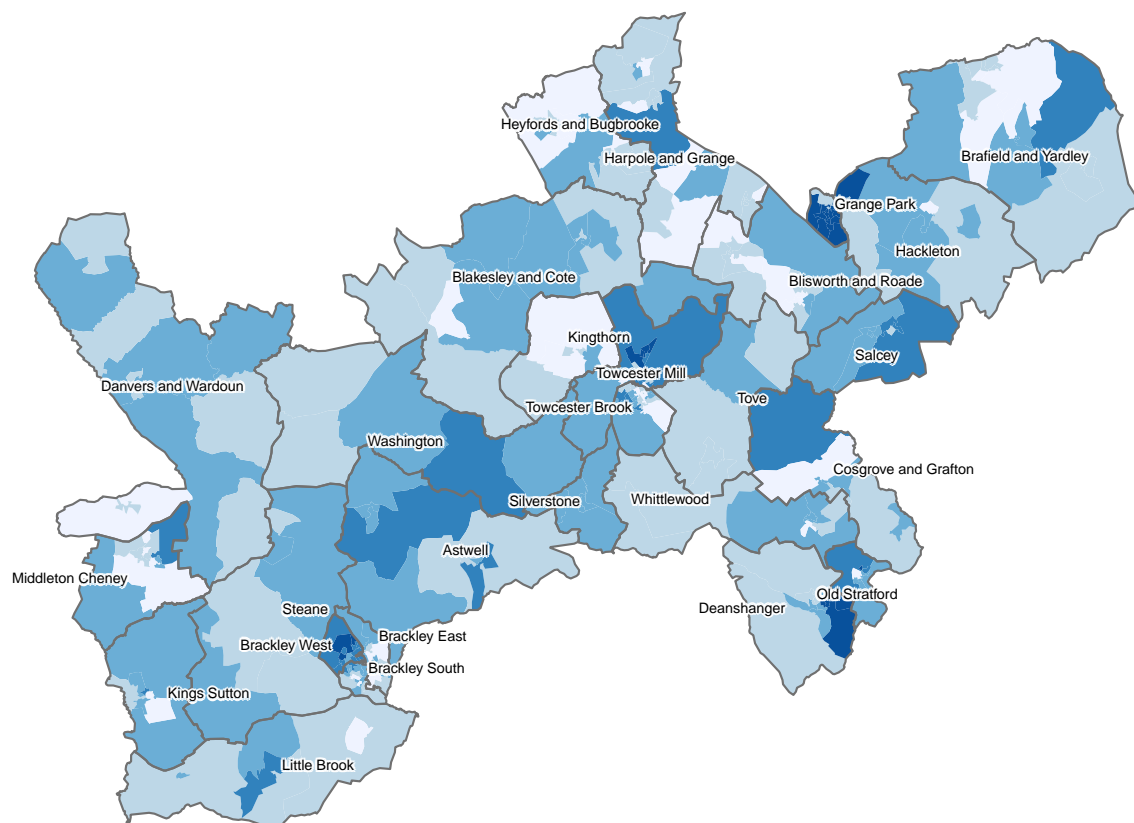 Heyfords and Bugbrooke
Harpole and Grange
Brafield and Yardley
Grange Park
Hackleton
Blakesley and Cote
Blisworth and Roade
Kingthorn
Salcey
Towcester Mill
Danvers and Wardoun
Tove
Towcester Brook
Washington
Cosgrove and Grafton
Silverstone
Whittlewood
Astwell
Middleton Cheney
Old Stratford
Deanshanger
Steane
Brackley East
Brackley West
Brackley South
Kings Sutton
Little Brook